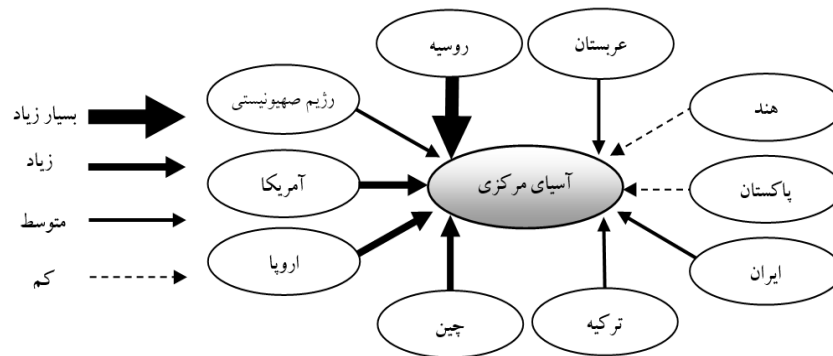 روسیه
عربستان
رژیم صهیونیستی
هند
آمریکا
آسیای مرکزی
پاکستان
اروپا
ایران
چین
ترکیه
بسیار زیاد
زیاد
متوسط
کم